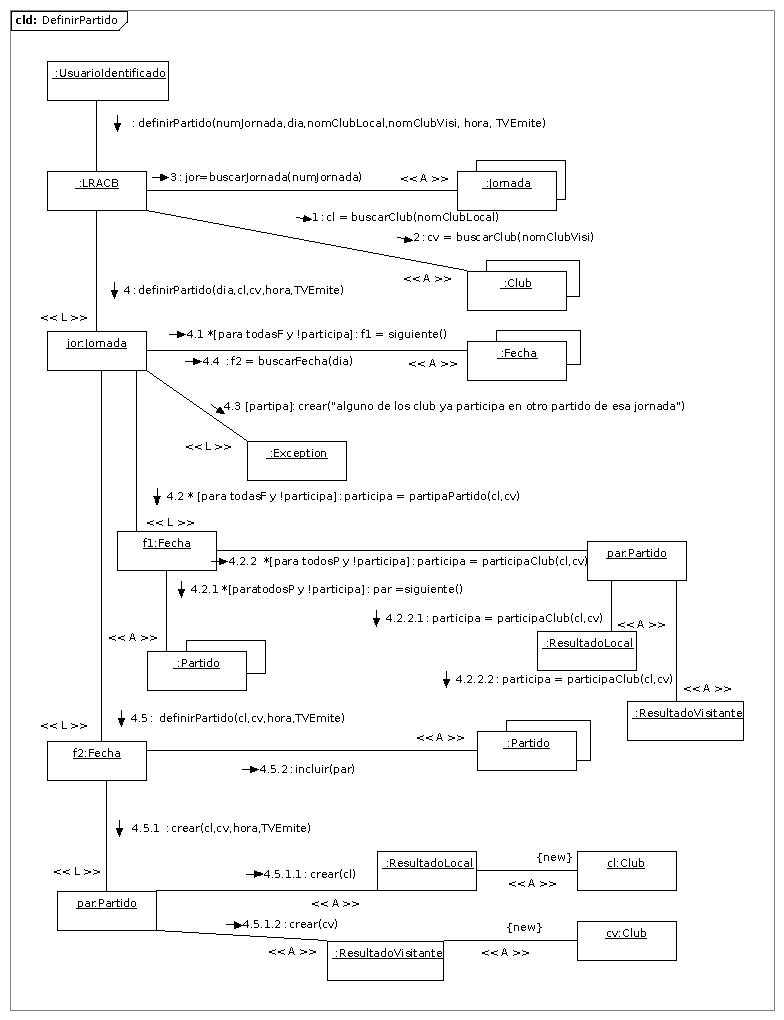 cld: DefinirPartido
:UsuarioIdentificado
: definirPartido(numJornada,dia,nomClubLocal,nomClubVisi, hora, TVEmite)
:LRACB
3: jor=buscarJornada(numJornada)
<< A >>
:Jornada
1: cl = buscarClub(nomClubLocal)
2: cv = buscarClub(nomClubVisi)
<< A >>
:Club
4: definirPartido(dia,cl,cv,hora,TVEmite)
<< L >>
jor:Jornada
4.1 *[para todasF y !participa]: f1 = siguiente()
4.4 :f2 = buscarFecha(dia)
<< A >>
:Fecha
4.3 [partipa]: crear("alguno de los club ya participa en otro partido de esa jornada")
<< L >>
:Exception
4.2 * [para todasF y !participa]: participa = partipaPartido(cl,cv)
<< L >>
f1:Fecha
4.2.2 *[para todosP y !participa]: participa = participaClub(cl,cv)
par:Partido
4.2.1 *[paratodosP y !participa]: par =siguiente()
4.2.2.1: participa = participaClub(cl,cv)
<< A >>
<< A >>
:ResultadoLocal
:Partido
4.2.2.2: participa = participaClub(cl,cv)
<< A >>
:ResultadoVisitante
4.5: definirPartido(cl,cv,hora,TVEmite)
<< L >>
f2:Fecha
<< A >>
:Partido
4.5.2: incluir(par)
4.5.1 : crear(cl,cv,hora,TVEmite)
<< L >>
par:Partido
4.5.1.1: crear(cl)
<< A >>
:ResultadoLocal
{new}
<< A >>
cl:Club
4.5.1.2: crear(cv)
<< A >>
:ResultadoVisitante
{new}
<< A >>
cv:Club